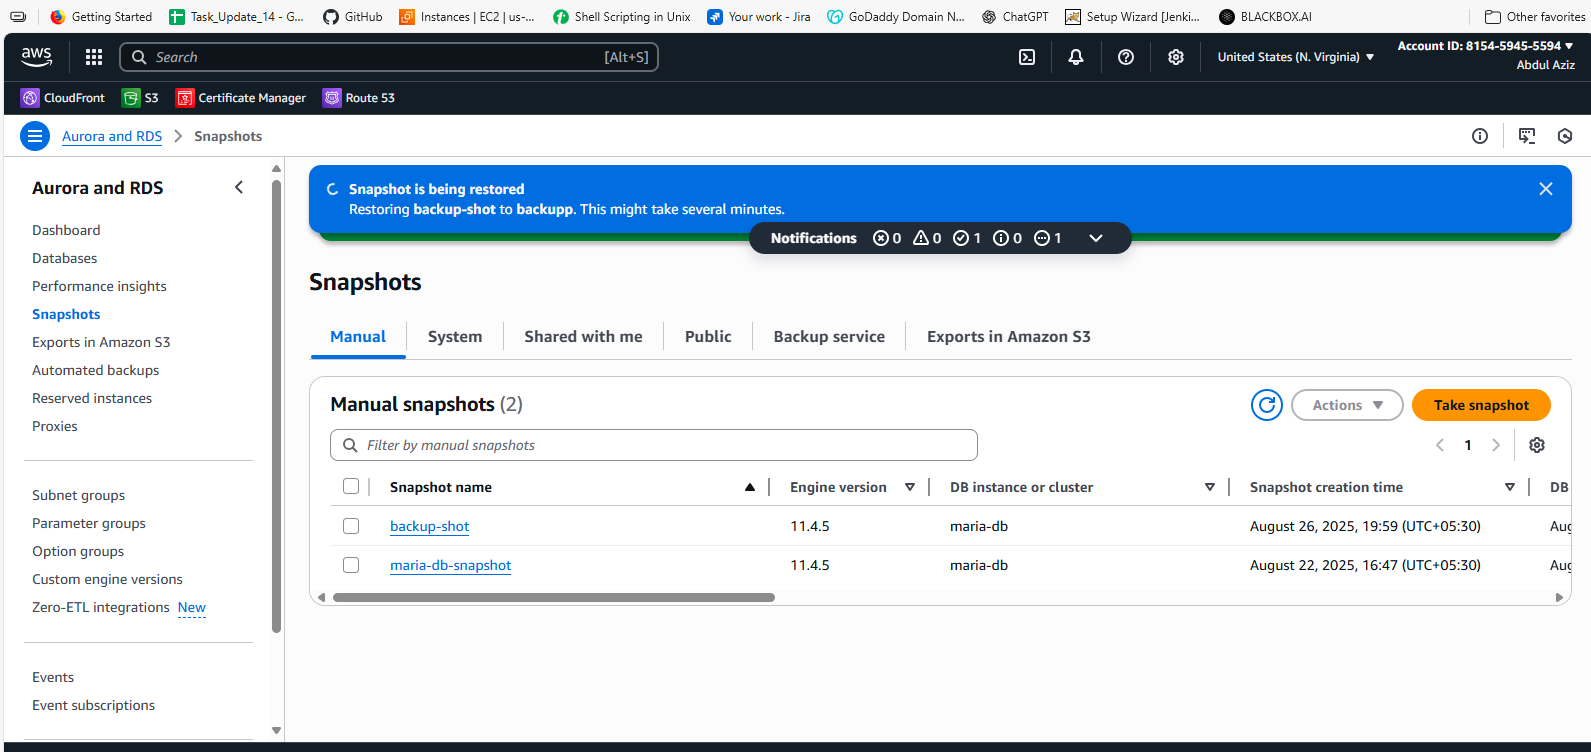 Getting Started Task_Update_14 - G... GitHub Instances | EC2 | us-... Shell Scripting in Unix Your work - Jira GoDaddy Domain N... ChatGPT Setup Wizard [Jenki... BLACKBOX.AI Other favorites
aws Search [Alt+S] United States (N. Virginia) Account ID: 8154-5945-5594
Abdul Aziz
CloudFront S3 Certificate Manager Route 53
Aurora and RDS Snapshots
Aurora and RDS
Dashboard
Databases
Performance insights
Snapshots
Exports in Amazon S3
Automated backups
Reserved instances
Proxies
Subnet groups
Parameter groups
Option groups
Custom engine versions
Zero-ETL integrations New
Events
Event subscriptions
Snapshot is being restored
Restoring backup-shot to backupp. This might take several minutes.
Notifications 0 0 1 0 1
Snapshots
Manual System Shared with me Public Backup service Exports in Amazon S3
Manual snapshots (2)
Actions Take snapshot
Filter by manual snapshots
1
Snapshot name Engine version DB instance or cluster Snapshot creation time DB
backup-shot 11.4.5 maria-db August 26, 2025, 19:59 (UTC+05:30) Aug
maria-db-snapshot 11.4.5 maria-db August 22, 2025, 16:47 (UTC+05:30) Aug